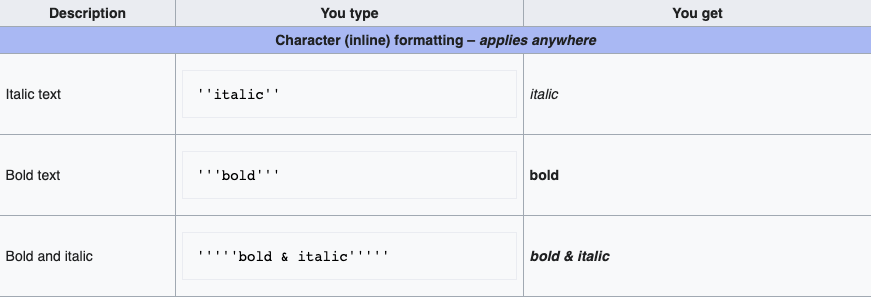 Description You type You get
Character (inline) formatting – applies anywhere
Italic text ''italic'' italic
Bold text '''bold''' bold
Bold and italic '''''bold & italic''''' bold & italic